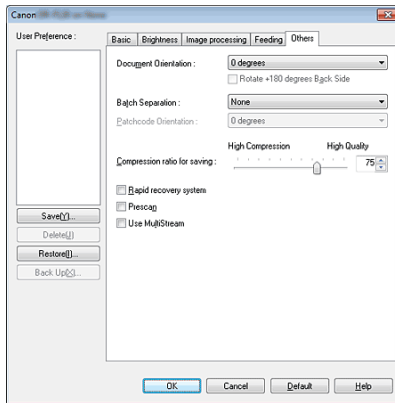 Canon
User Preference :
Basic Brightness Image processing Feeding Others
Document Orientation : 0 degrees
Rotate +180 degrees Back Side
Batch Separation : None
Patchcode Orientation : 0 degrees
High Compression High Quality
Compression ratio for saving : 75
Rapid recovery system
Prescan
Use MultiStream
Save(Y)...
Delete(J)
Restore(I)...
Back Up(X)...
OK Cancel Default Help